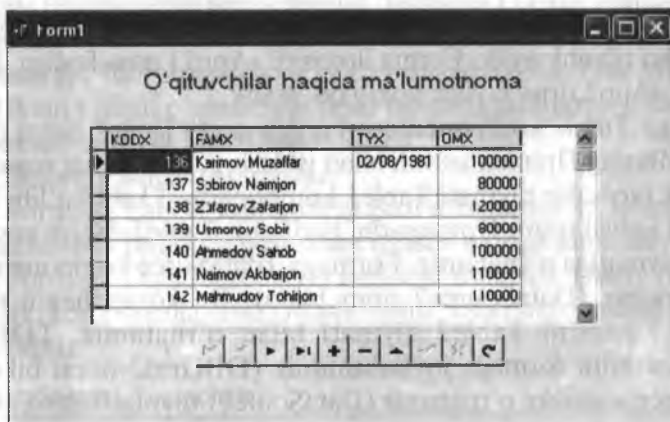 Form1
O'qituvchilar haqida ma'lumotnoma
KODX FAMX TYX OMX
136 Karimov Muzaffar 02/08/1981 100000
137 Sobirov Naimjon 80000
138 Zafarov Zafarjon 120000
139 Usmonov Sobir 80000
140 Ahmedov Sahob 100000
141 Naimov Akbarjon 110000
142 Mahmudov Tohirjon 110000